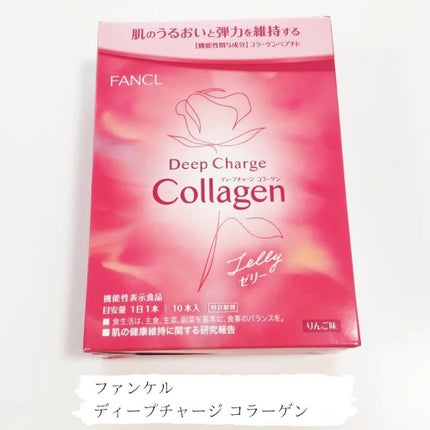 肌のうるおいと弾力を維持する
【機能性関与成分】コラーゲンペプチド
FANCL
Deep Charge
ディープチャージ コラーゲン
Collagen
Jelly
ゼリー
機能性表示食品
目安量 1日1本 10本入 特許取得
■食生活は、主食、主菜、副菜を基本に、食事のバランスを。
■肌の健康維持に関する研究報告
りんご味
ファンケル
ディープチャージ コラーゲン